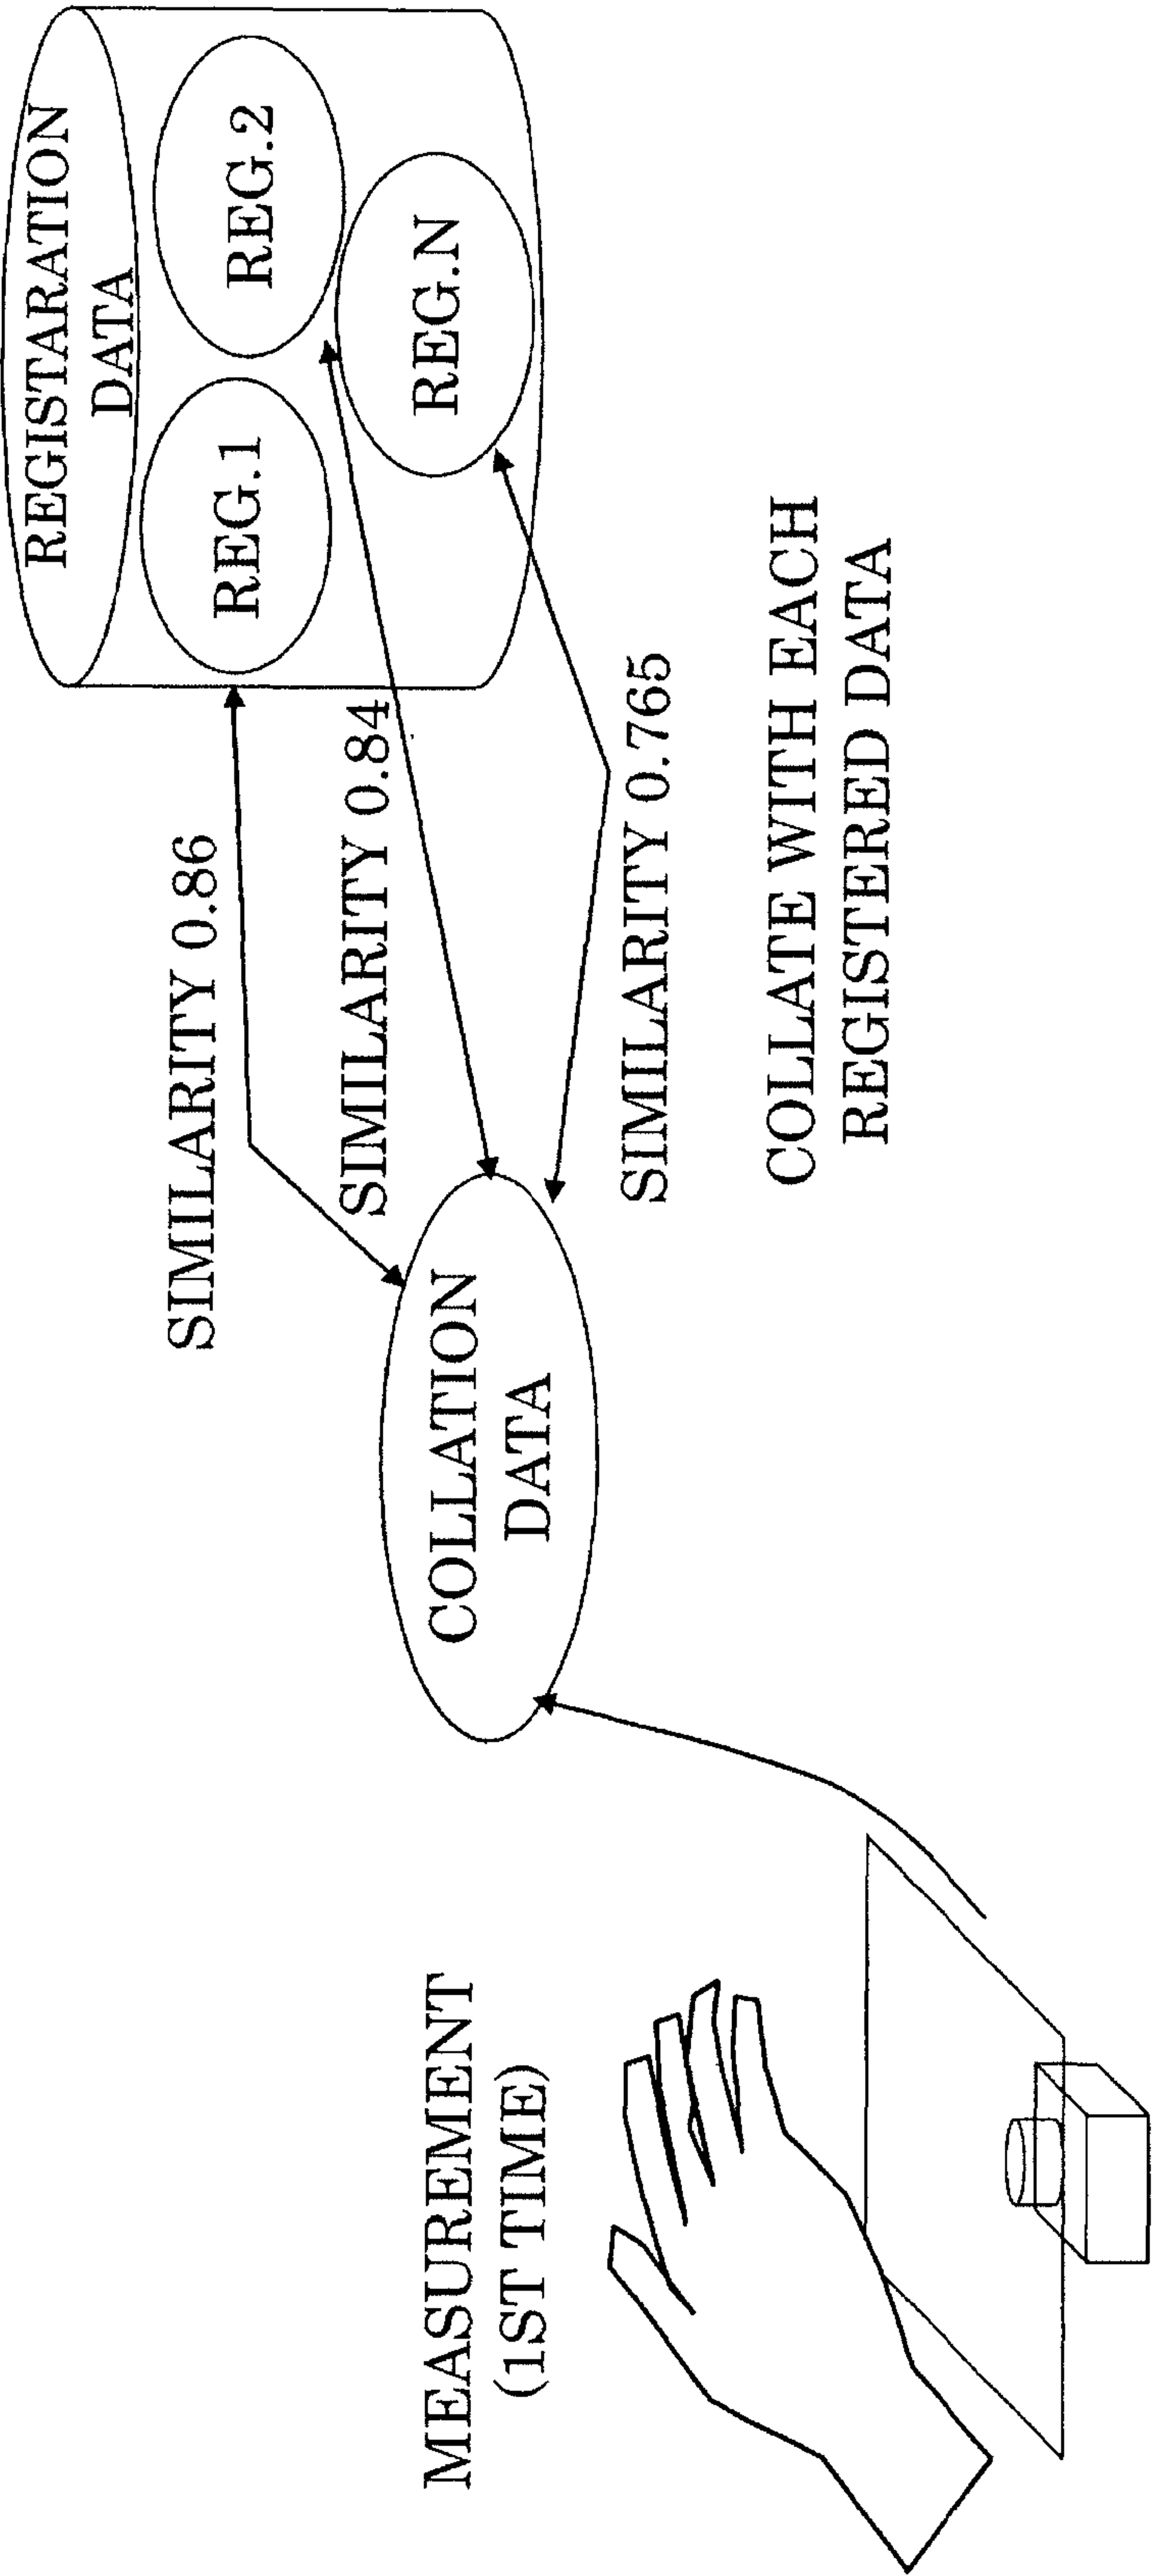 MEASUREMENT
(1ST TIME)
COLLATION
DATA
SIMILARITY 0.86
SIMILARITY 0.84
SIMILARITY 0.765
REGISTARATION
DATA
REG.1
REG.2
REG.N
COLLATE WITH EACH
REGISTERED DATA